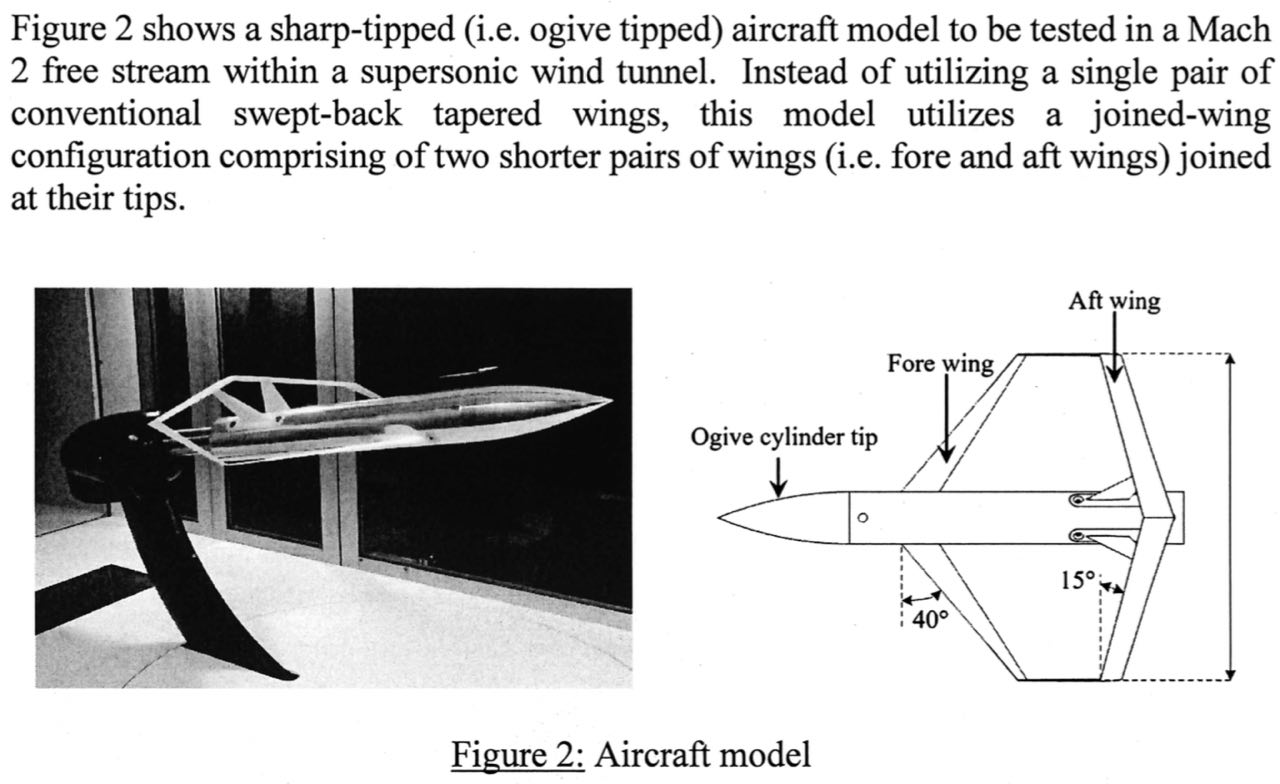 Figure 2 shows a sharp-tipped (i.e. ogive tipped) aircraft model to be tested in a Mach
2 free stream within a supersonic wind tunnel. Instead of utilizing a single pair of
conventional swept-back tapered wings, this model utilizes a joined-wing
configuration comprising of two shorter pairs of wings (i.e. fore and aft wings) joined
at their tips.
Aft wing
Fore wing
Ogive cylinder tip
15°
40°
Figure 2: Aircraft model